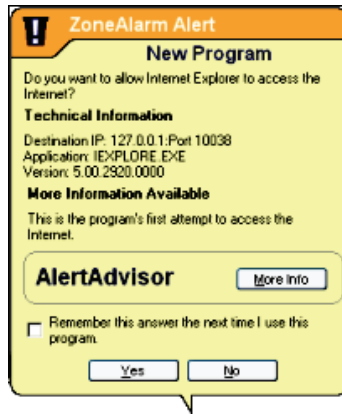 ZoneAlarm Alert
New Program
Do you want to allow Internet Explorer to access the
Internet?
Technical Information
Destination IP: 127.0.0.1:Port 10038
Application: IEXPLORE.EXE
Version: 5.00.2920.0000
More Information Available
This is the program's first attempt to access the
Internet.
AlertAdvisor
More Info
Remember this answer the next time I use this
program.
Yes
No